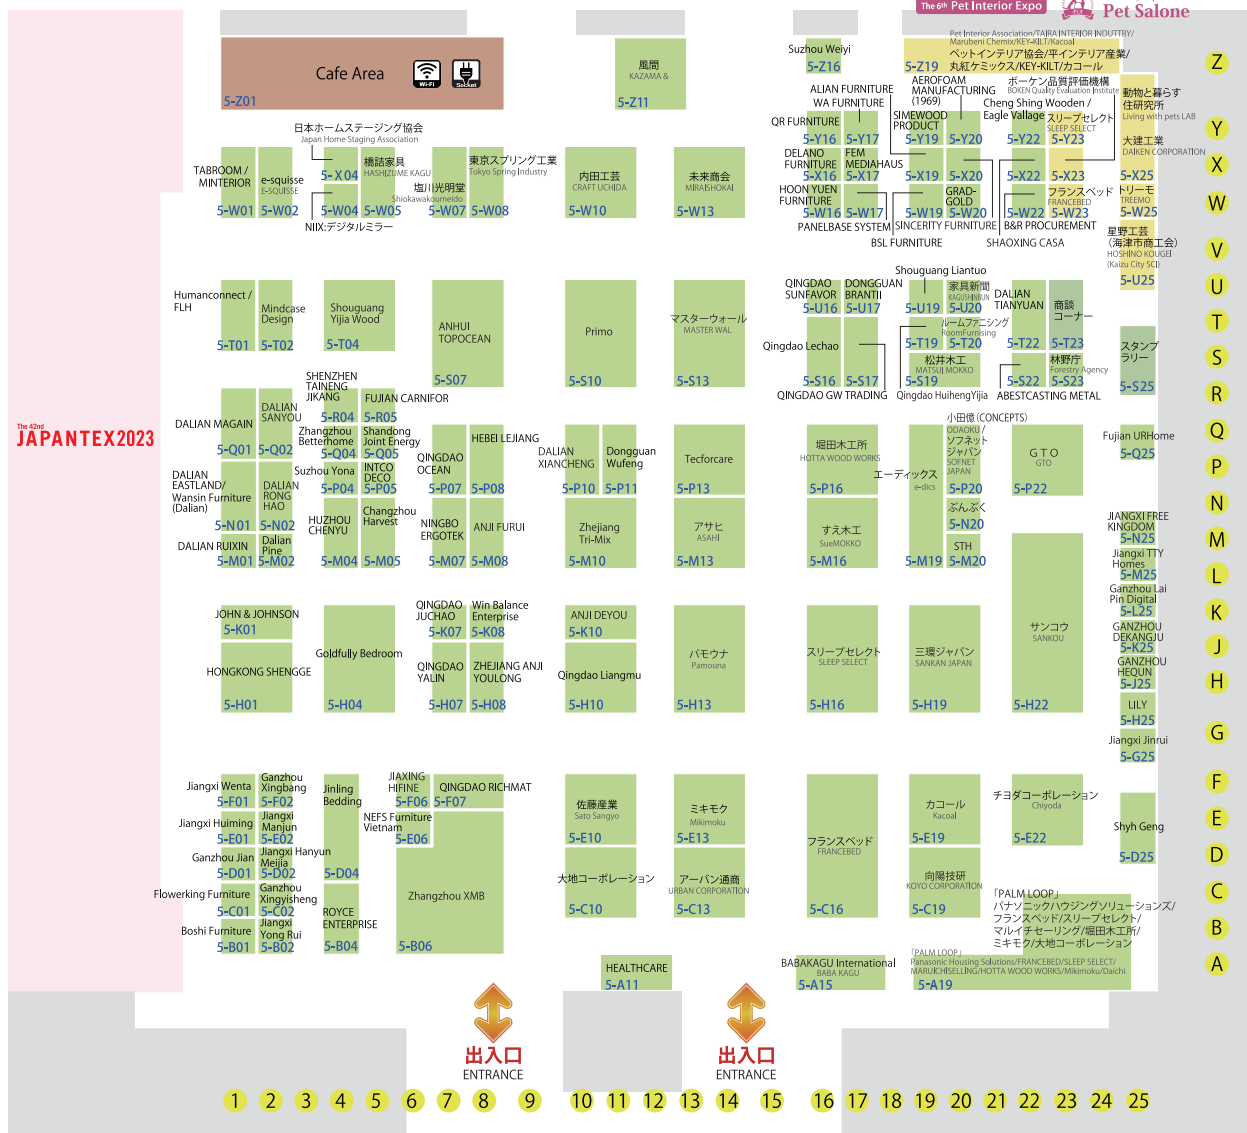 The 6th Pet Interior Expo
Pet Salone
Cafe Area
Wi-Fi
Socket
5-Z01
風間
KAZAMA &
5-Z11
Suzhou Weiyi
5-Z16
Pet Interior Association/TAIRA INTERIOR INDUTTRY/
Marubeni Chemix/KEY-KILT/Kacoal
ペットインテリア協会/平インテリア産業/
丸紅ケミックス/KEY-KILT/カコール
5-Z19
Z
ALIAN FURNITURE
WA FURNITURE
AEROFOAM
MANUFACTURING
(1969)
ボーケン品質評価機構
BOKEN Quality Evaluation Institute
動物と暮らす
住研究所
Living with pets LAB
QR FURNITURE
5-Y16
5-Y17
SIMEWOOD
PRODUCT
5-Y19
5-Y20
Cheng Shing Wooden /
Eagle Vallage
5-Y22
スリープセレクト
SLEEP SELECT
5-Y23
Y
日本ホームステージング協会
Japan Home Staging Association
5-X04
橋詰家具
HASHIZUME KAGU
東京スプリング工業
Tokyo Spring Industry
DELANO
FURNITURE
5-X16
FEM
MEDIAHAUS
5-X17
5-X19
5-X20
5-X22
5-X23
大建工業
DAIKEN CORPORATION
5-X25
X
TABROOM /
MINTERIOR
5-W01
e-squisse
E-SQUISSE
5-W02
5-W04
5-W05
塩川光明堂
Shiokawakoumeido
5-W07
5-W08
内田工芸
CRAFT UCHIDA
5-W10
未来商会
MIRAISHOKAI
5-W13
HOON YUEN
FURNITURE
5-W16
5-W17
5-W19
GRAD-
GOLD
5-W20
5-W22
フランスベッド
FRANCEBED
5-W23
トリーモ
TREEMO
5-W25
W
NIIX:デジタルミラー
PANELBASE SYSTEM
SINCERITY FURNITURE
B&R PROCUREMENT
BSL FURNITURE
SHAOXING CASA
星野工芸
（海津市商工会）
HOSHINO KOUGEI
(Kaizu City SCI)
5-U25
V
Humanconnect /
FLH
5-T01
Mindcase
Design
5-T02
Shouguang
Yijia Wood
5-T04
ANHUI
TOPOCEAN
5-S07
Primo
5-S10
マスターウォール
MASTER WAL
5-S13
QINGDAO
SUNFAVOR
5-U16
DONGGUAN
BRANTII
5-U17
Shouguang Liantuo
5-U19
家具新聞
KAGUSHINBUN
5-U20
DALIAN
TIANYUAN
5-T22
商談
コーナー
5-T23
U
ルームファニシング
RoomFurnising
5-T19
5-T20
T
Qingdao Lechao
5-S16
5-S17
松井木工
MATSUI MOKKO
5-S19
5-S22
林野庁
Forestry Agency
5-S23
スタンプ
ラリー
5-S25
S
QINGDAO GW TRADING
Qingdao HuihengYijia
ABESTCASTING METAL
R
SHENZHEN
TAINENG
JIKANG
5-R04
FUJIAN CARNIFOR
5-R05
The 42nd
JAPANTEX2023
DALIAN MAGAIN
5-Q01
DALIAN
SANYOU
5-Q02
Zhangzhou
Betterhome
5-Q04
Shandong
Joint Energy
5-Q05
Fujian URHome
5-Q25
Q
DALIAN
EASTLAND/
Wansin Furniture
(Dalian)
5-N01
DALIAN
RONG
HAO
5-N02
Suzhou Yona
5-P04
INTCO
DECO
5-P05
QINGDAO
OCEAN
5-P07
HEBEI LEJIANG
5-P08
DALIAN
XIANCHENG
5-P10
Dongguan
Wufeng
5-P11
Tecforcare
5-P13
堀田木工所
HOTTA WOOD WORKS
5-P16
エーディックス
e-dics
5-M19
小田億（CONCEPTS)
ODAOKU /
ソフネット
ジャパン
SOFNET
JAPAN
5-P20
G T O
GTO
5-P22
P
ぶんぶく
5-N20
JIANGXI FREE
KINGDOM
5-N25
N
DALIAN RUIXIN
5-M01
Dalian
Pine
5-M02
HUZHOU
CHENYU
5-M04
Changzhou
Harvest
5-M05
NINGBO
ERGOTEK
5-M07
ANJI FURUI
5-M08
Zhejiang
Tri-Mix
5-M10
アサヒ
ASAHI
5-M13
すえ木工
SueMOKKO
5-M16
STH
5-M20
Jiangxi TTY
Homes
5-M25
M
Ganzhou Lai
Pin Digital
5-L25
L
JOHN & JOHNSON
5-K01
QINGDAO
JUCHAO
5-K07
Win Balance
Enterprise
5-K08
ANJI DEYOU
5-K10
GANZHOU
DEKANGJU
5-K25
K
HONGKONG SHENGGE
5-H01
Goldfully Bedroom
5-H04
QINGDAO
YALIN
5-H07
ZHEJIANG ANJI
YOULONG
5-H08
Qingdao Liangmu
5-H10
パモウナ
Pamouna
5-H13
スリープセレクト
SLEEP SELECT
5-H16
三環ジャパン
SANKAN JAPAN
5-H19
サンコウ
SANKOU
5-H22
GANZHOU
HEQUN
5-J25
J
LILY
5-H25
H
Jiangxi Jinrui
5-G25
G
Jiangxi Wenta
5-F01
Ganzhou
Xingbang
5-F02
Jinling
Bedding
5-D04
JIAXING
HIFINE
5-F06
QINGDAO RICHMAT
5-F07
F
Jiangxi Huiming
5-E01
Jiangxi
Manjun
5-E02
NEFS Furniture
Vietnam
5-E06
佐藤産業
Sato Sangyo
5-E10
ミキモク
Mikimoku
5-E13
フランスベッド
FRANCEBED
5-C16
カコール
Kacoal
5-E19
チヨダコーポレーション
Chiyoda
5-E22
Shyh Geng
5-D25
E
Ganzhou Jian
5-D01
Jiangxi Hanyun
Meijia
5-D02
D
Flowerking Furniture
5-C01
Ganzhou
Xingyisheng
5-C02
Zhangzhou XMB
5-B06
大地コーポレーション
5-C10
アーバン通商
URBAN CORPORATION
5-C13
向陽技研
KOYO CORPORATION
5-C19
C
Boshi Furniture
5-B01
Jiangxi
Yong Rui
5-B02
ROYCE
ENTERPRISE
5-B04
「PALM LOOP」
パナソニックハウジングソリューションズ/
フランスベッド/スリープセレクト/
マルイチセーリング/堀田木工所/
ミキモク/大地コーポレーション
B
HEALTHCARE
5-A11
BABAKAGU International
BABA KAGU
5-A15
「PALM LOOP」
Panasonic Housing Solutions/FRANCEBED/SLEEP SELECT/
MARUICHISELLING/HOTTA WOOD WORKS/Mikimoku/Daichi
5-A19
A
出入口
ENTRANCE
出入口
ENTRANCE
1 2 3 4 5 6 7 8 9 10 11 12 13 14 15 16 17 18 19 20 21 22 23 24 25